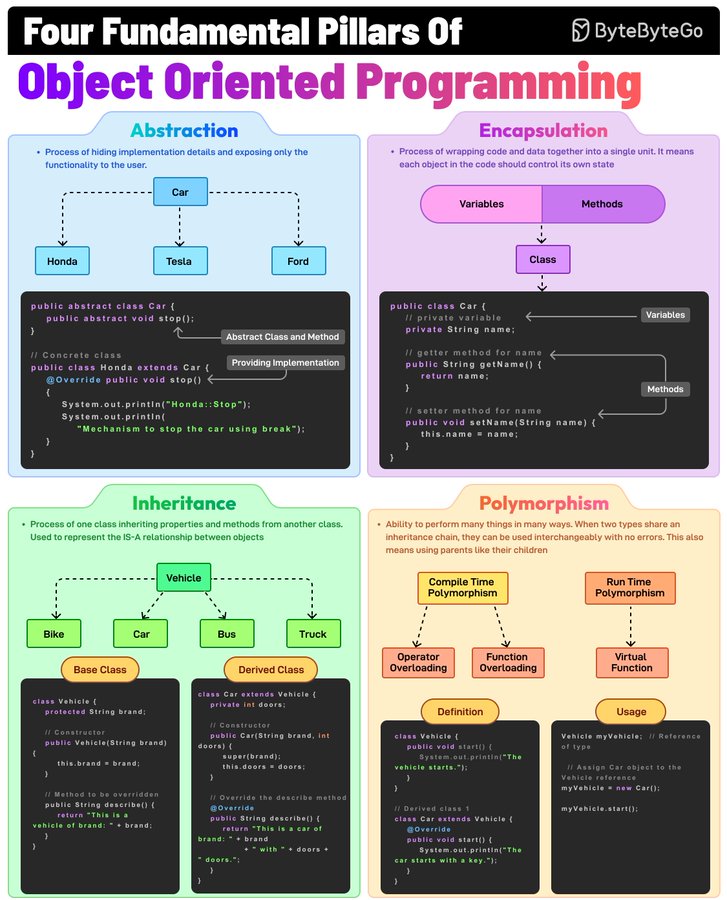 Four Fundamental Pillars Of
ByteByteGo
Object Oriented Programming
Abstraction
• Process of hiding implementation details and exposing only the
functionality to the user.
Car
Honda
Tesla
Ford
public abstract class Car {
public abstract void stop();
}
Abstract Class and Method
// Concrete class
Providing Implementation
public class Honda extends Car {
@Override public void stop()
{
System.out.println("Honda::Stop");
System.out.println(
"Mechanism to stop the car using break");
}
}
Encapsulation
• Process of wrapping code and data together into a single unit. It means
each object in the code should control its own state
Variables
Methods
Class
public class Car {
// private variable
Variables
private String name;
// getter method for name
public String getName() {
return name;
}
Methods
// setter method for name
public void setName(String name) {
this.name = name;
}
}
Inheritance
• Process of one class inheriting properties and methods from another class.
Used to represent the IS-A relationship between objects
Vehicle
Bike
Car
Bus
Truck
Base Class
class Vehicle {
protected String brand;
// Constructor
public Vehicle(String brand)
{
this.brand = brand;
}
// Method to be overridden
public String describe() {
return "This is a
vehicle of brand: " + brand;
}
}
Derived Class
class Car extends Vehicle {
private int doors;
// Constructor
public Car(String brand, int
doors) {
super(brand);
this.doors = doors;
}
// Override the describe method
@Override
public String describe() {
return "This is a car of
brand: " + brand
+ " with " + doors +
" doors.";
}
}
Polymorphism
• Ability to perform many things in many ways. When two types share an
inheritance chain, they can be used interchangeably with no errors. This also
means using parents like their children
Compile Time
Polymorphism
Run Time
Polymorphism
Operator
Overloading
Function
Overloading
Virtual
Function
Definition
class Vehicle {
public void start() {
System.out.println("The
vehicle starts.");
}
}
// Derived class 1
class Car extends Vehicle {
@Override
public void start() {
System.out.println("The
car starts with a key.");
}
}
Usage
Vehicle myVehicle; // Reference
of type
// Assign Car object to the
Vehicle reference
myVehicle = new Car();
myVehicle.start();